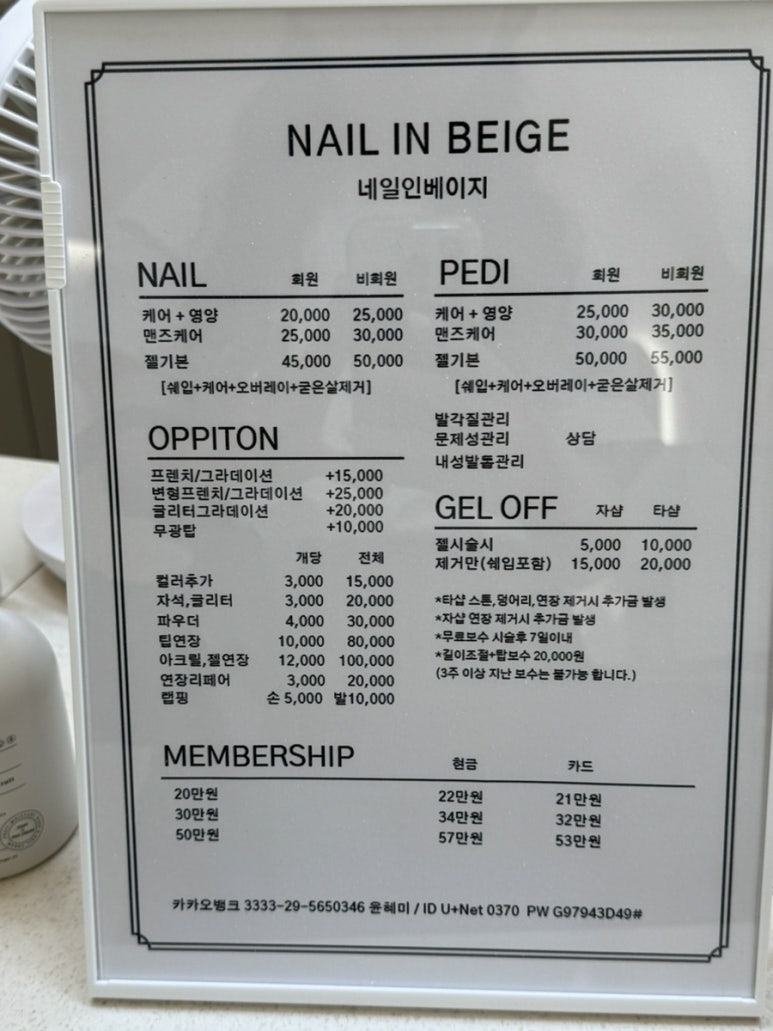 NAIL IN BEIGE
네일인베이지
NAIL 회원 비회원
케어 + 영양 20,000 25,000
맨즈케어 25,000 30,000
젤기본 45,000 50,000
[쉐입+케어+오버레이+굳은살제거]
OPPITON
프렌치/그라데이션 +15,000
변형프렌치/그라데이션 +25,000
글리터그라데이션 +20,000
무광탑 +10,000
개당 전체
컬러추가 3,000 15,000
자석,글리터 3,000 20,000
파우더 4,000 30,000
팁연장 10,000 80,000
아크릴,젤연장 12,000 100,000
연장리페어 3,000 20,000
랩핑 손 5,000 발10,000
PEDI 회원 비회원
케어 + 영양 25,000 30,000
맨즈케어 30,000 35,000
젤기본 50,000 55,000
[쉐입+케어+오버레이+굳은살제거]
발각질관리
문제성관리 상담
내성발톱관리
GEL OFF 자샵 타샵
젤시술시 5,000 10,000
제거만(쉐입포함) 15,000 20,000
*타샵 스톤,덩어리,연장 제거시 추가금 발생
*자샵 연장 제거시 추가금 발생
*무료보수 시술후 7일이내
*길이조절+탑보수 20,000원
(3주 이상 지난 보수는 불가능 합니다.)
MEMBERSHIP 현금 카드
20만원 22만원 21만원
30만원 34만원 32만원
50만원 57만원 53만원
카카오뱅크 3333-29-5650346 윤혜미 / ID U+Net 0370 PW G97943D49#